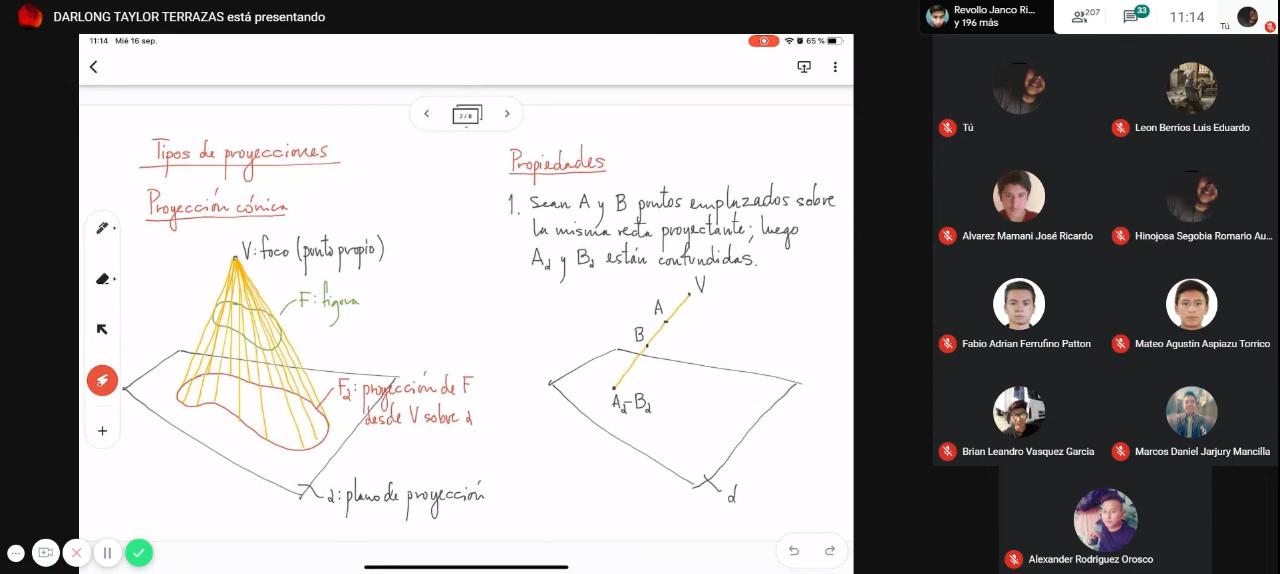 DARLONG TAYLOR TERRAZAS está presentando
Revollo Janco Ri...
y 196 más
207
33
11:14
Tú
11:14 Mié 16 sep.
65 %
2/8
Tipos de proyecciones
Proyección cónica
V: foco (punto propio)
F: figura
F₂: proyección de F
desde V sobre α
α: plano de proyección
Propiedades
1. Sean A y B puntos emplazados sobre
la misma recta proyectante; luego
A₂ y B₂ están confundidas.
V
A
B
A₂-B₂
α
Tú
Leon Berrios Luis Eduardo
Alvarez Mamani José Ricardo
Hinojosa Segobia Romario Au...
Fabio Adrian Ferrufino Patton
Mateo Agustín Aspiazu Torrico
Brian Leandro Vasquez Garcia
Marcos Daniel Jarjury Mancilla
Alexander Rodriguez Orosco